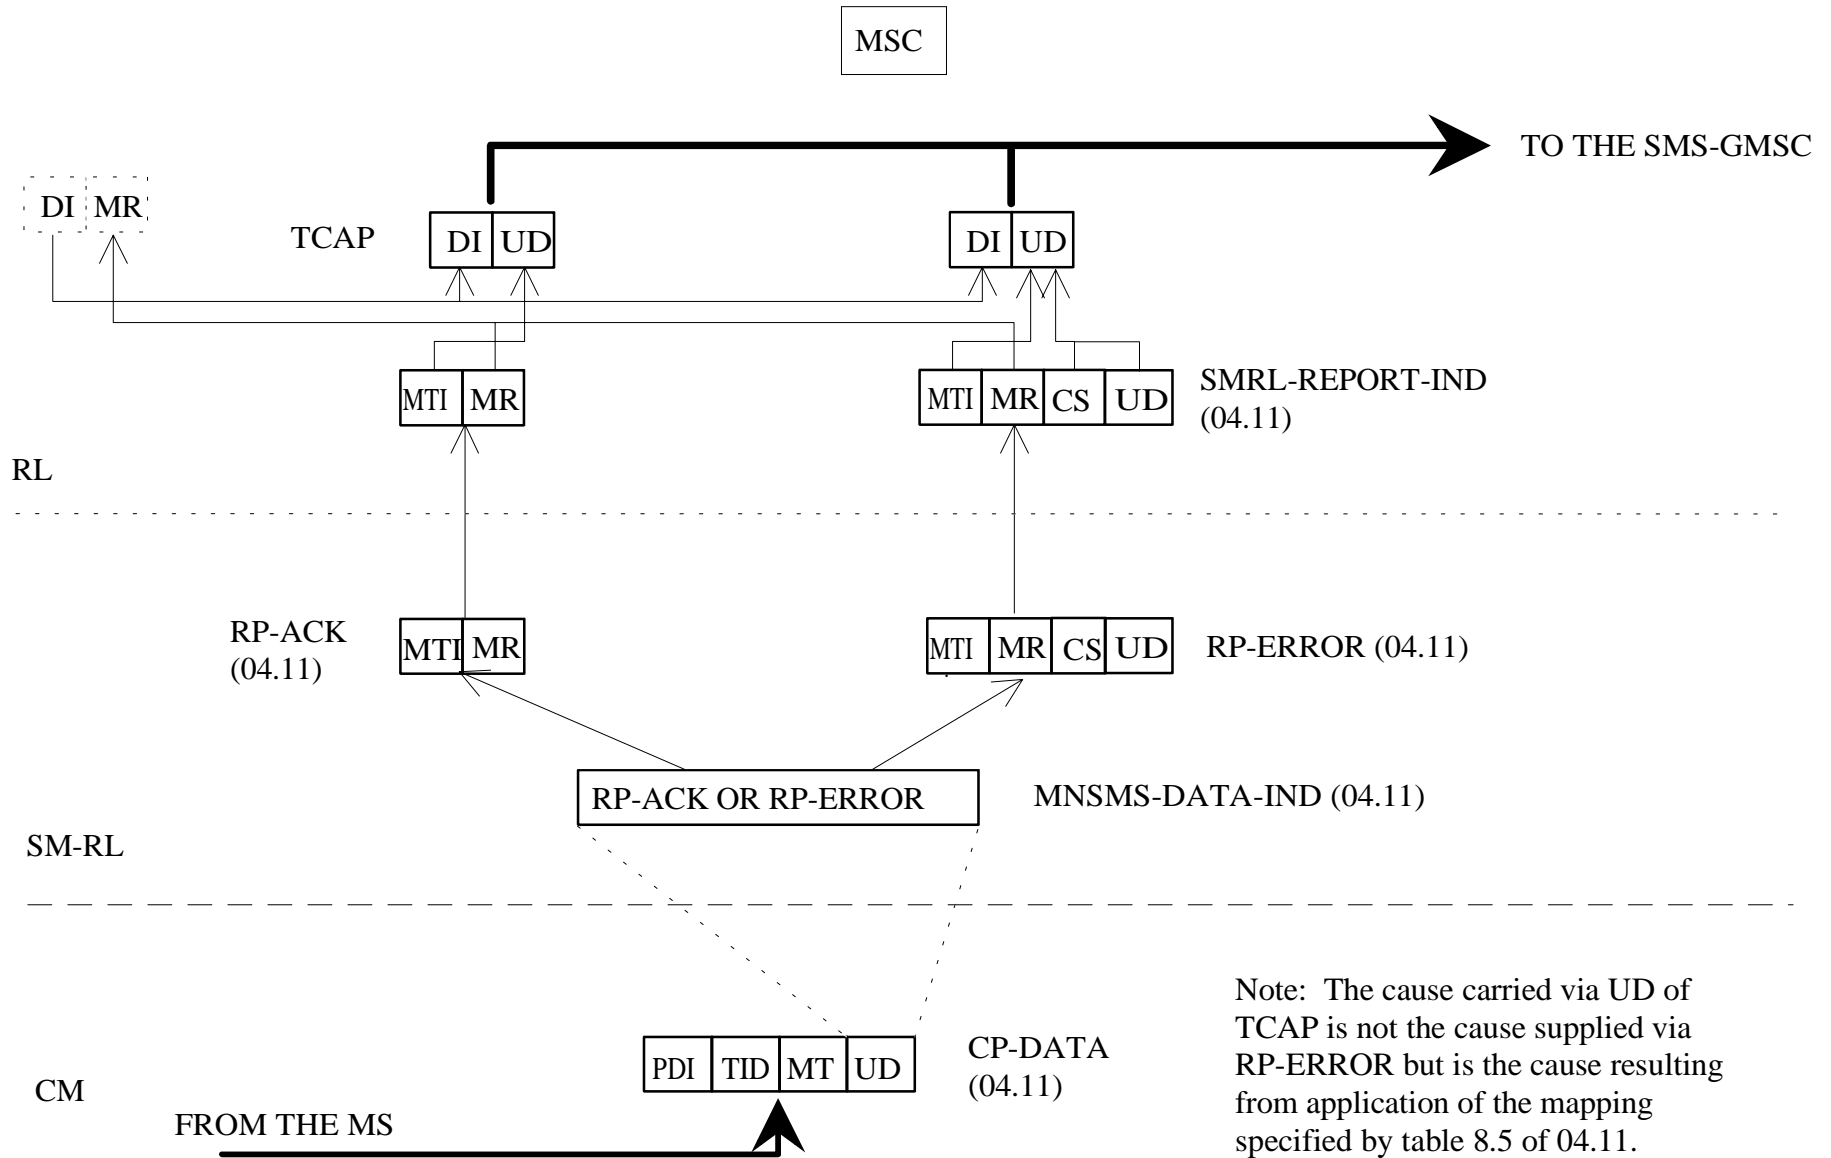 MSC
TO THE SMS-GMSC
DI MR
TCAP
DI UD
DI UD
MTI MR
MTI MR CS UD
SMRL-REPORT-IND
(04.11)
RL
RP-ACK
(04.11)
MTI MR
MTI MR CS UD
RP-ERROR (04.11)
RP-ACK OR RP-ERROR
MNSMS-DATA-IND (04.11)
SM-RL
PDI TID MT UD
CP-DATA
(04.11)
CM
FROM THE MS
Note: The cause carried via UD of
TCAP is not the cause supplied via
RP-ERROR but is the cause resulting
from application of the mapping
specified by table 8.5 of 04.11.